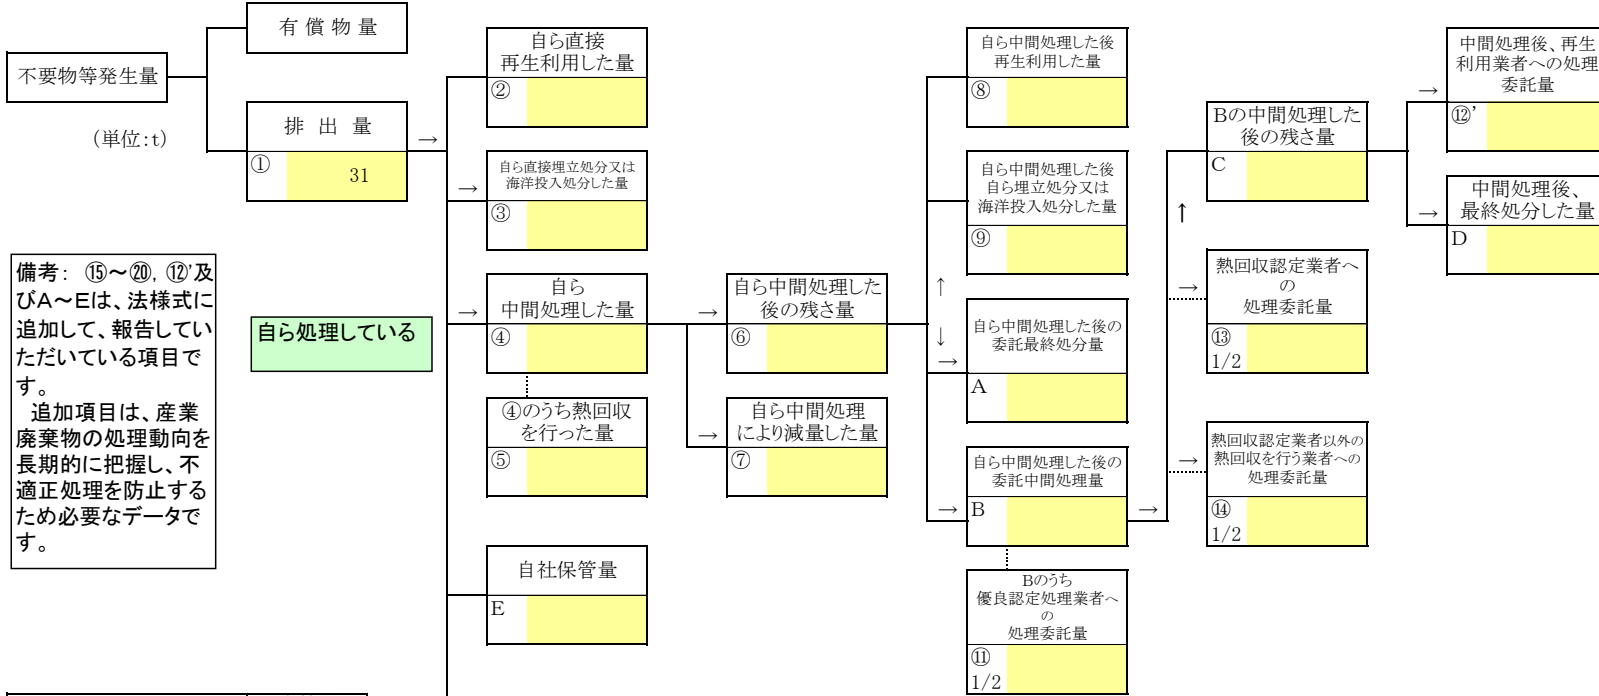 有 償 物 量
不要物等発生量
(単位:t)
排 出 量
①
31
→
自ら直接
再生利用した量
②
→
自ら直接埋立処分又は
海洋投入処分した量
③
→
自ら
中間処理した量
④
④のうち熱回収
を行った量
⑤
自社保管量
E
備考: ⑮~⑳, ⑫'及
びA~Eは、法様式に
追加して、報告してい
ただいている項目で
す。
追加項目は、産業
廃棄物の処理動向を
長期的に把握し、不
適正処理を防止する
ため必要なデータで
す。
自ら処理している
→
自ら中間処理した
後の残さ量
⑥
→
自ら中間処理
により減量した量
⑦
自ら中間処理した後
再生利用した量
⑧
自ら中間処理した後
自ら埋立処分又は
海洋投入処分した量
⑨
↑
↓
→
自ら中間処理した後の
委託最終処分量
A
→
自ら中間処理した後の
委託中間処理量
B
→
Bのうち
優良認定処理業者へ
の
処理委託量
⑪
1/2
↑
Bの中間処理した
後の残さ量
C
→
熱回収認定業者へ
の
処理委託量
⑬
1/2
→
熱回収認定業者以外の
熱回収を行う業者への
処理委託量
⑭
1/2
→
中間処理後、再生
利用業者への処理
委託量
⑫'
→
中間処理後、
最終処分した量
D